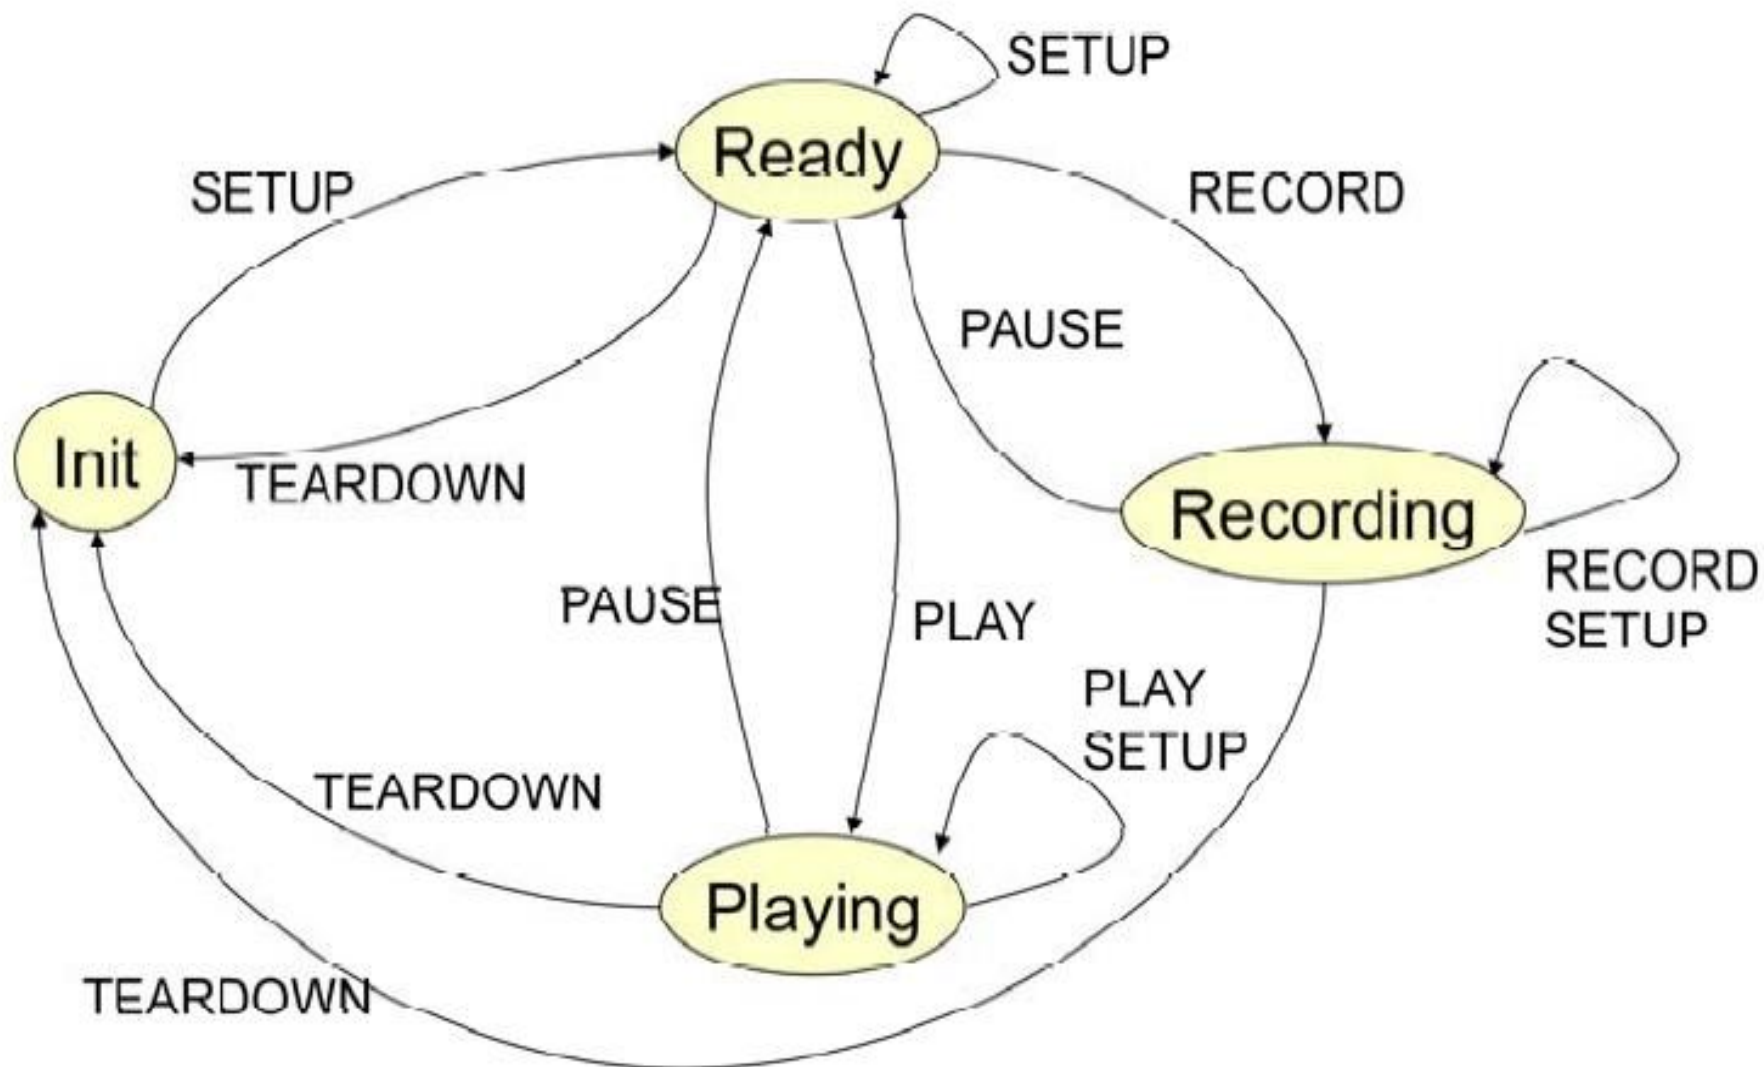 SETUP
Ready
SETUP
RECORD
PAUSE
Init
TEARDOWN
Recording
RECORD
SETUP
PAUSE
PLAY
PLAY
SETUP
TEARDOWN
Playing
TEARDOWN